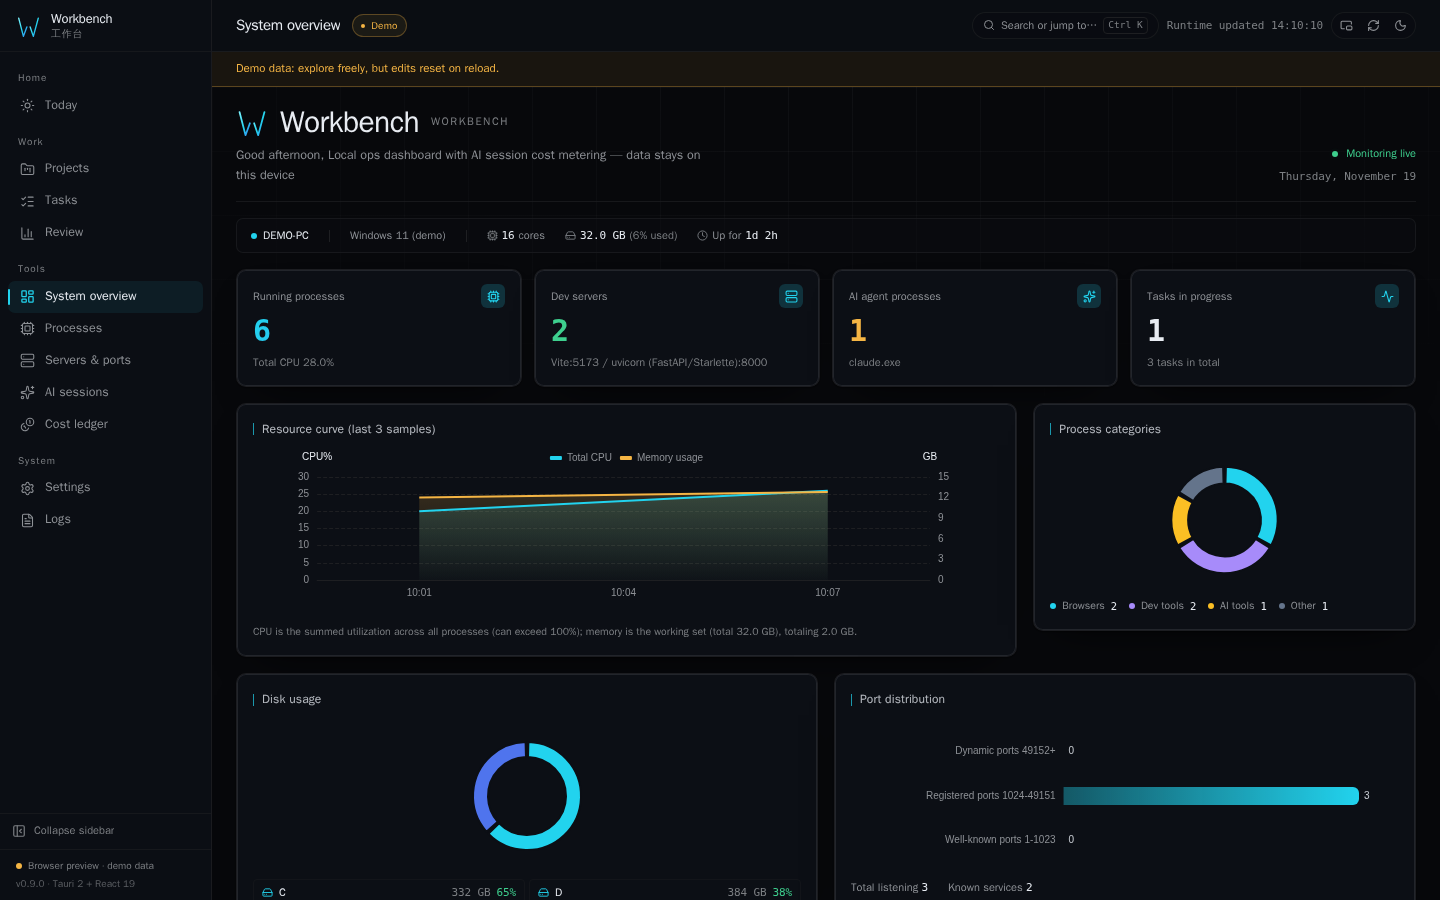 Workbench
工作台
System overview
Demo
Search or jump to···
Ctrl K
Runtime updated 14:10:10
Home
Today
Work
Projects
Tasks
Review
Tools
System overview
Processes
Servers & ports
AI sessions
Cost ledger
System
Settings
Logs
Collapse sidebar
Browser preview · demo data
v0.9.0 · Tauri 2 + React 19
Demo data: explore freely, but edits reset on reload.
Workbench WORKBENCH
Good afternoon, Local ops dashboard with AI session cost metering — data stays on
this device
Monitoring live
Thursday, November 19
DEMO-PC
Windows 11 (demo)
16 cores
32.0 GB (6% used)
Up for 1d 2h
Running processes
6
Total CPU 28.0%
Dev servers
2
Vite:5173 / uvicorn (FastAPI/Starlette):8000
AI agent processes
1
claude.exe
Tasks in progress
1
3 tasks in total
Resource curve (last 3 samples)
CPU%
Total CPU
Memory usage
GB
30
25
20
15
10
5
0
15
12
9
6
3
0
10:01
10:04
10:07
CPU is the summed utilization across all processes (can exceed 100%); memory is the working set (total 32.0 GB), totaling 2.0 GB.
Process categories
Browsers 2
Dev tools 2
AI tools 1
Other 1
Disk usage
C 332 GB 65%
D 384 GB 38%
Port distribution
Dynamic ports 49152+ 0
Registered ports 1024-49151 3
Well-known ports 1-1023 0
Total listening 3
Known services 2